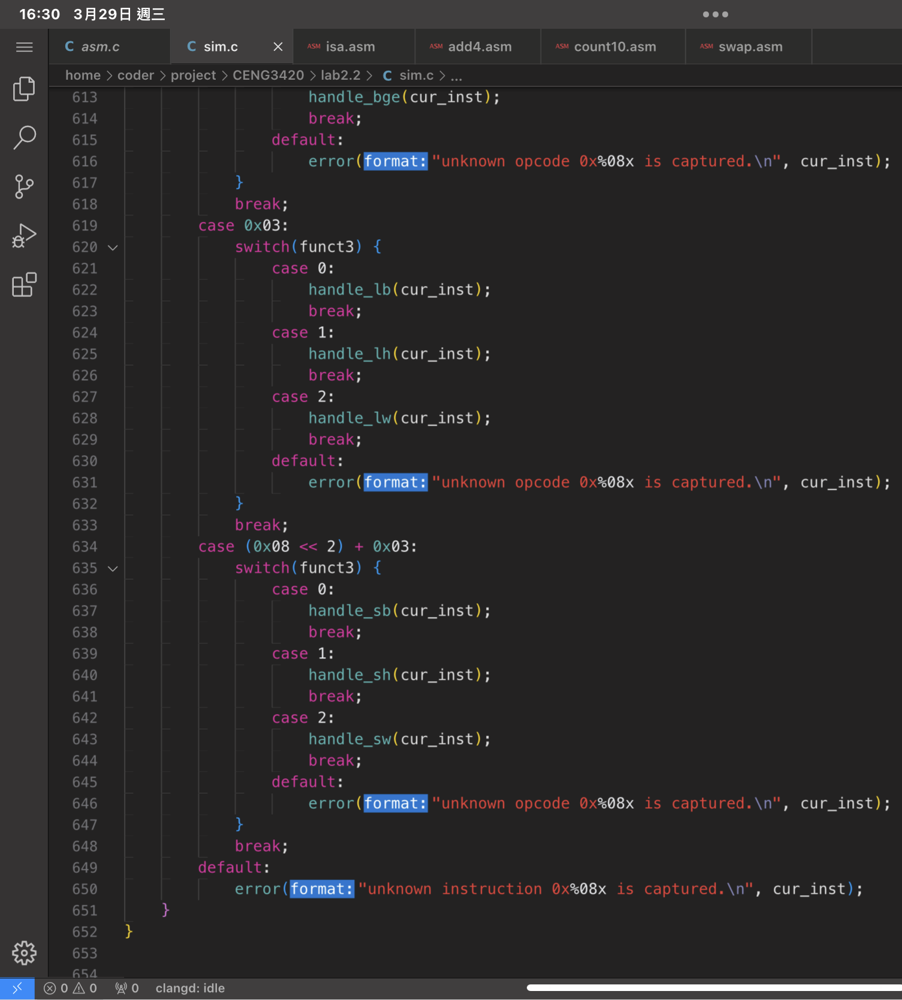 16:30 3月29日 週三
C asm.c C sim.c × ASM isa.asm ASM add4.asm ASM count10.asm ASM swap.asm
home > coder > project > CENG3420 > lab2.2 > C sim.c > ...
613 handle_bge(cur_inst);
614 break;
615 default:
616 error(format:"unknown opcode 0x%08x is captured.\n", cur_inst);
617 }
618 break;
619 case 0x03:
620 switch(funct3) {
621 case 0:
622 handle_lb(cur_inst);
623 break;
624 case 1:
625 handle_lh(cur_inst);
626 break;
627 case 2:
628 handle_lw(cur_inst);
629 break;
630 default:
631 error(format:"unknown opcode 0x%08x is captured.\n", cur_inst);
632 }
633 break;
634 case (0x08 << 2) + 0x03:
635 switch(funct3) {
636 case 0:
637 handle_sb(cur_inst);
638 break;
639 case 1:
640 handle_sh(cur_inst);
641 break;
642 case 2:
643 handle_sw(cur_inst);
644 break;
645 default:
646 error(format:"unknown opcode 0x%08x is captured.\n", cur_inst);
647 }
648 break;
649 default:
650 error(format:"unknown instruction 0x%08x is captured.\n", cur_inst);
651 }
652 }
653
654
0 0 0 clangd: idle